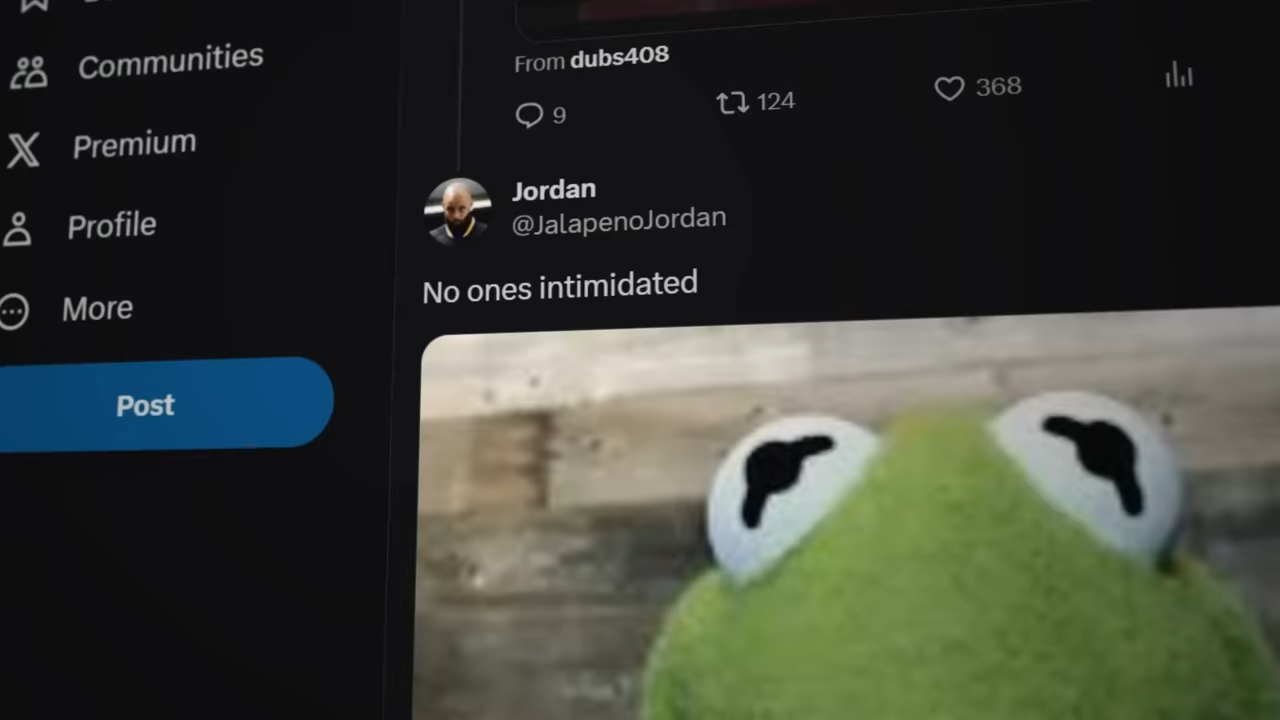 Communities
Premium
Profile
More
Post
From dubs408
9
124
368
Jordan
@JalapenoJordan
No ones intimidated